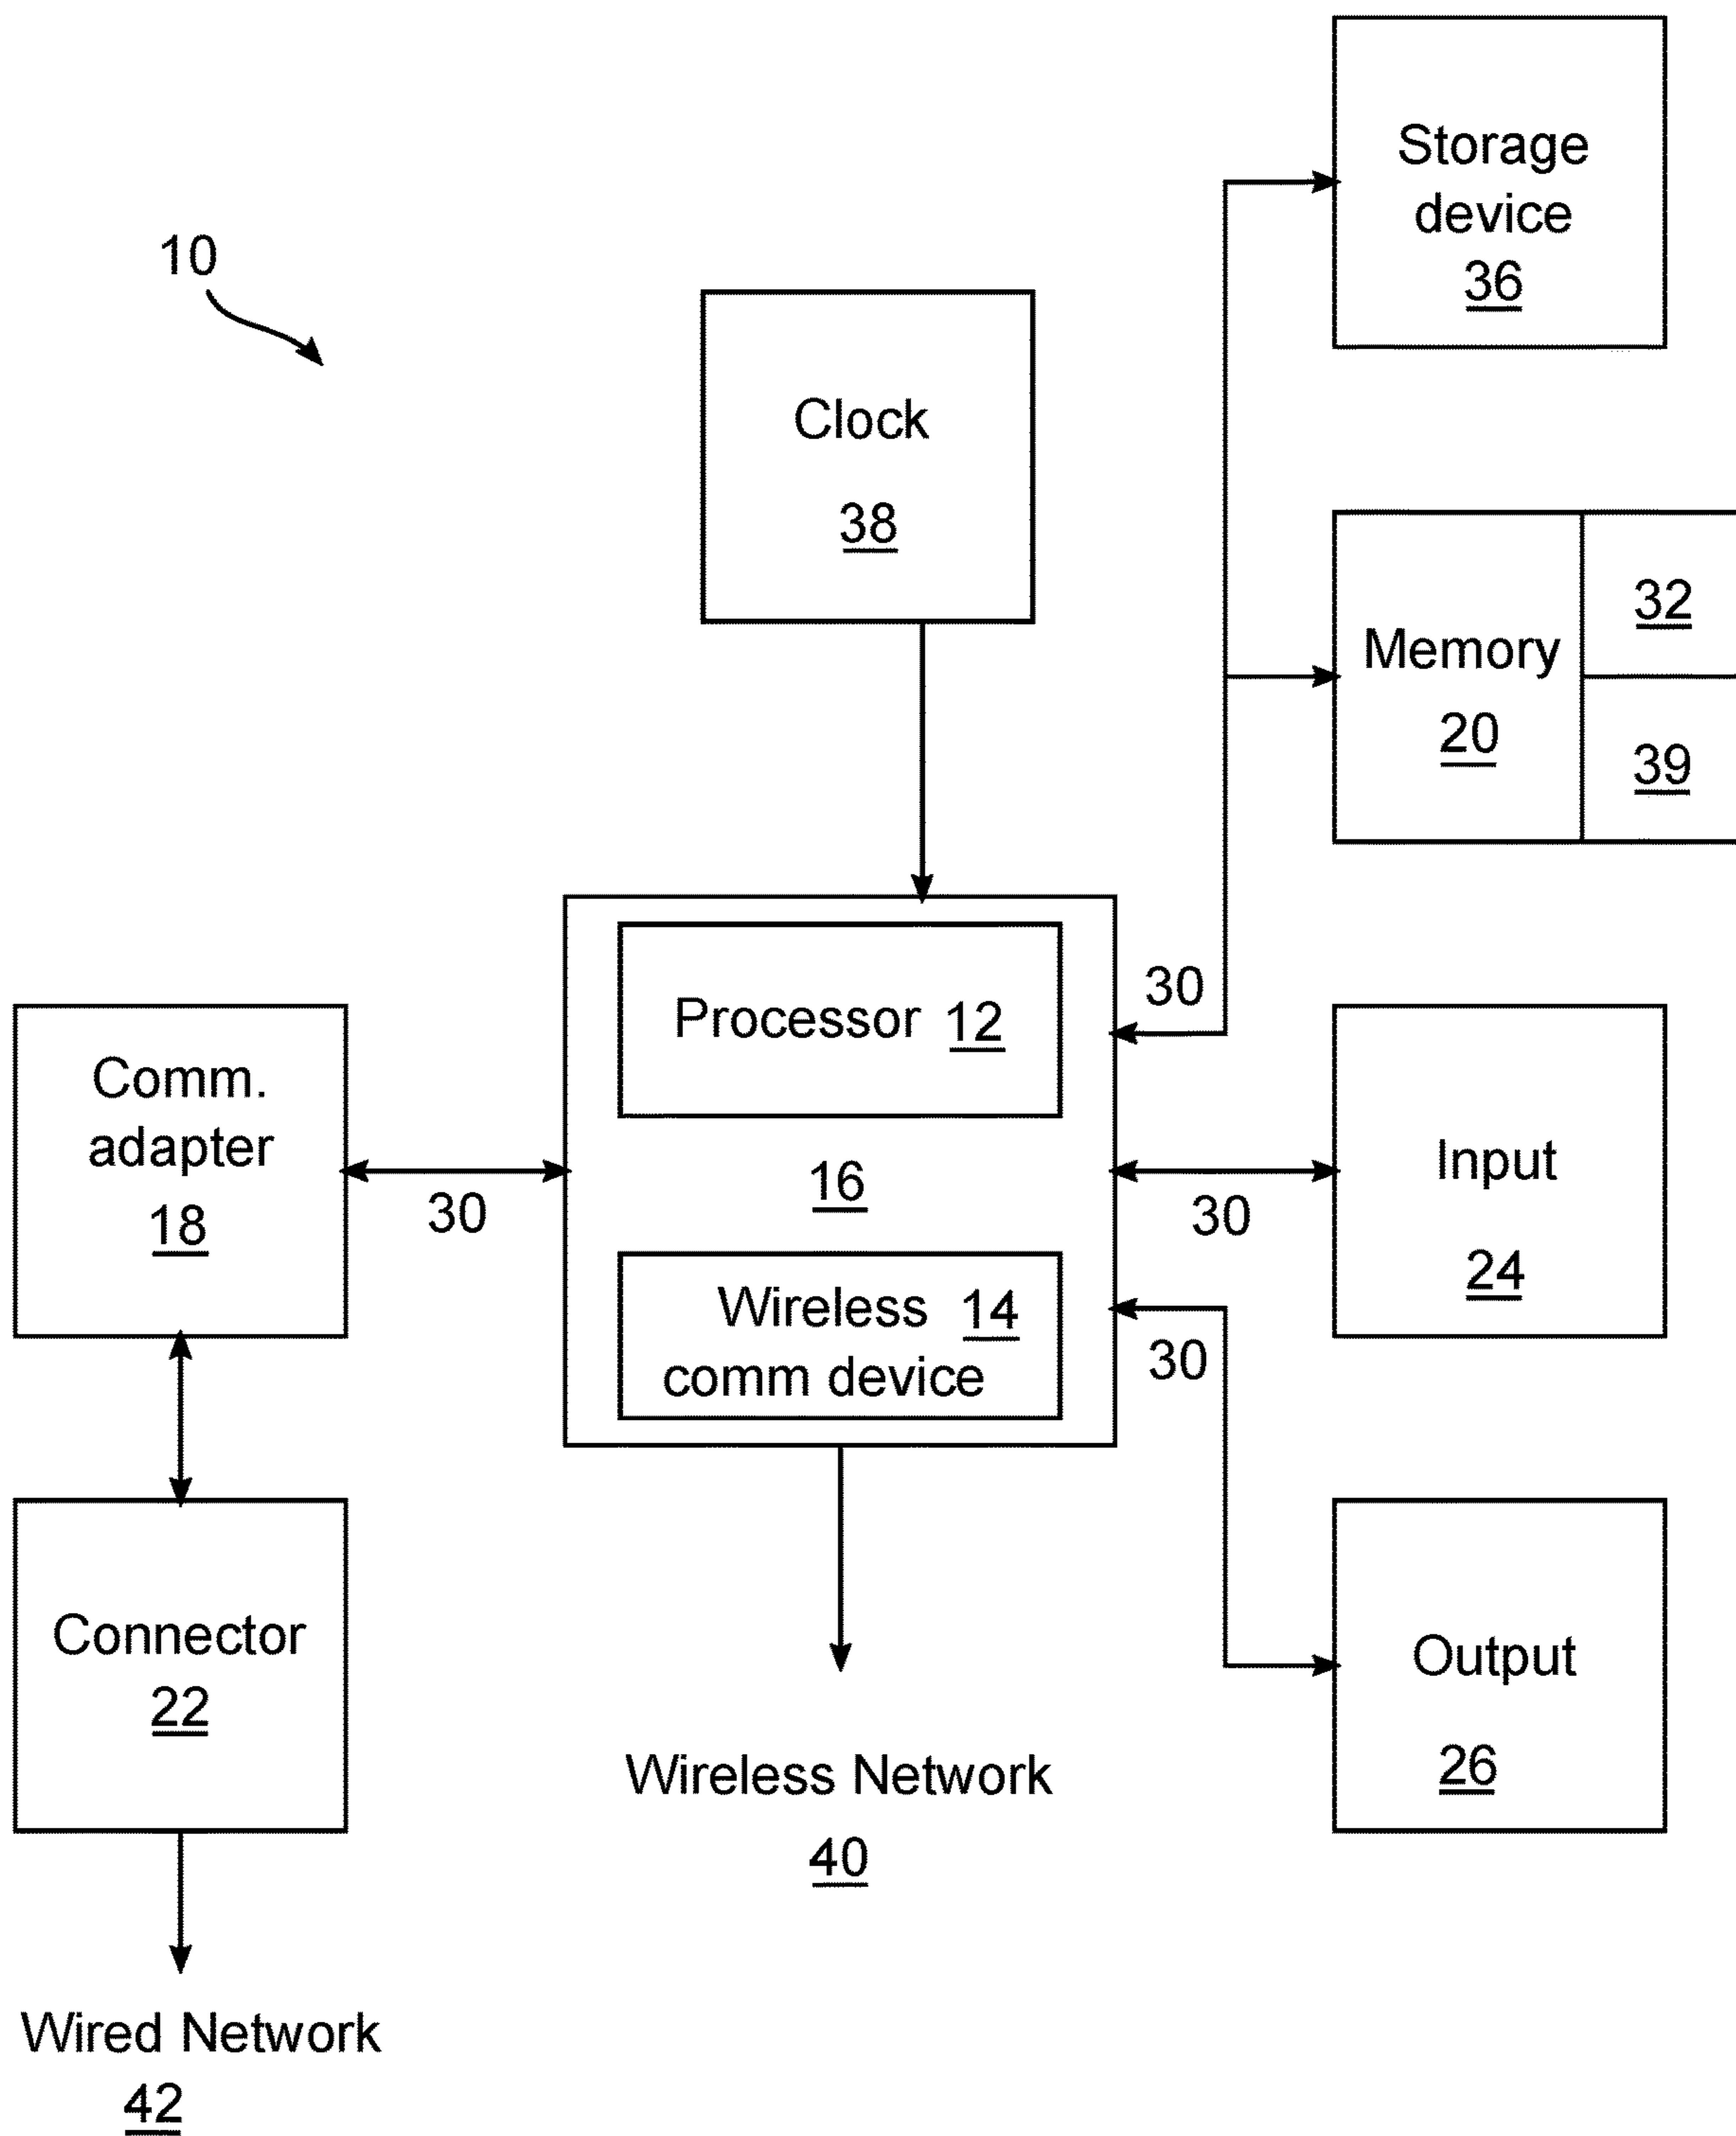 10
Storage
device
36
Clock
38
Memory
20
32
39
Processor 12
16
Wireless 14
comm device
30
Comm.
adapter
18
30
30
Input
24
30
Connector
22
Output
26
Wireless Network
40
Wired Network
42